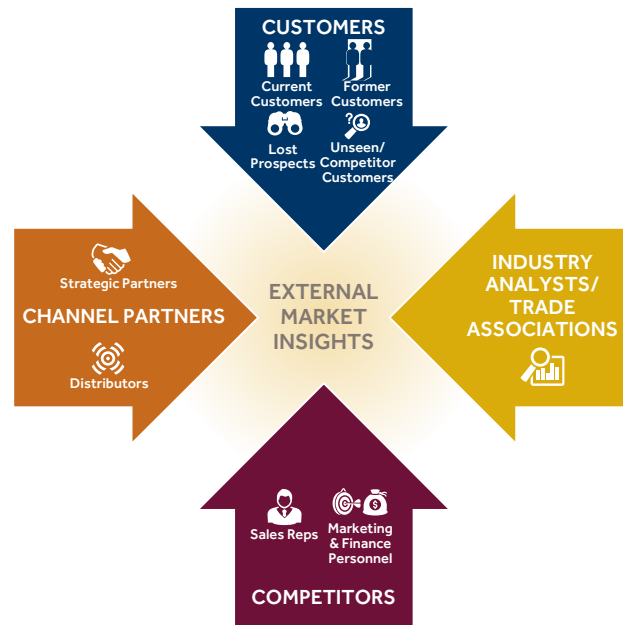 CUSTOMERS
Current
Customers
Former
Customers
Lost
Prospects
Unseen/
Competitor
Customers
Strategic Partners
CHANNEL PARTNERS
Distributors
EXTERNAL
MARKET
INSIGHTS
INDUSTRY
ANALYSTS/
TRADE
ASSOCIATIONS
Sales Reps
Marketing
& Finance
Personnel
COMPETITORS